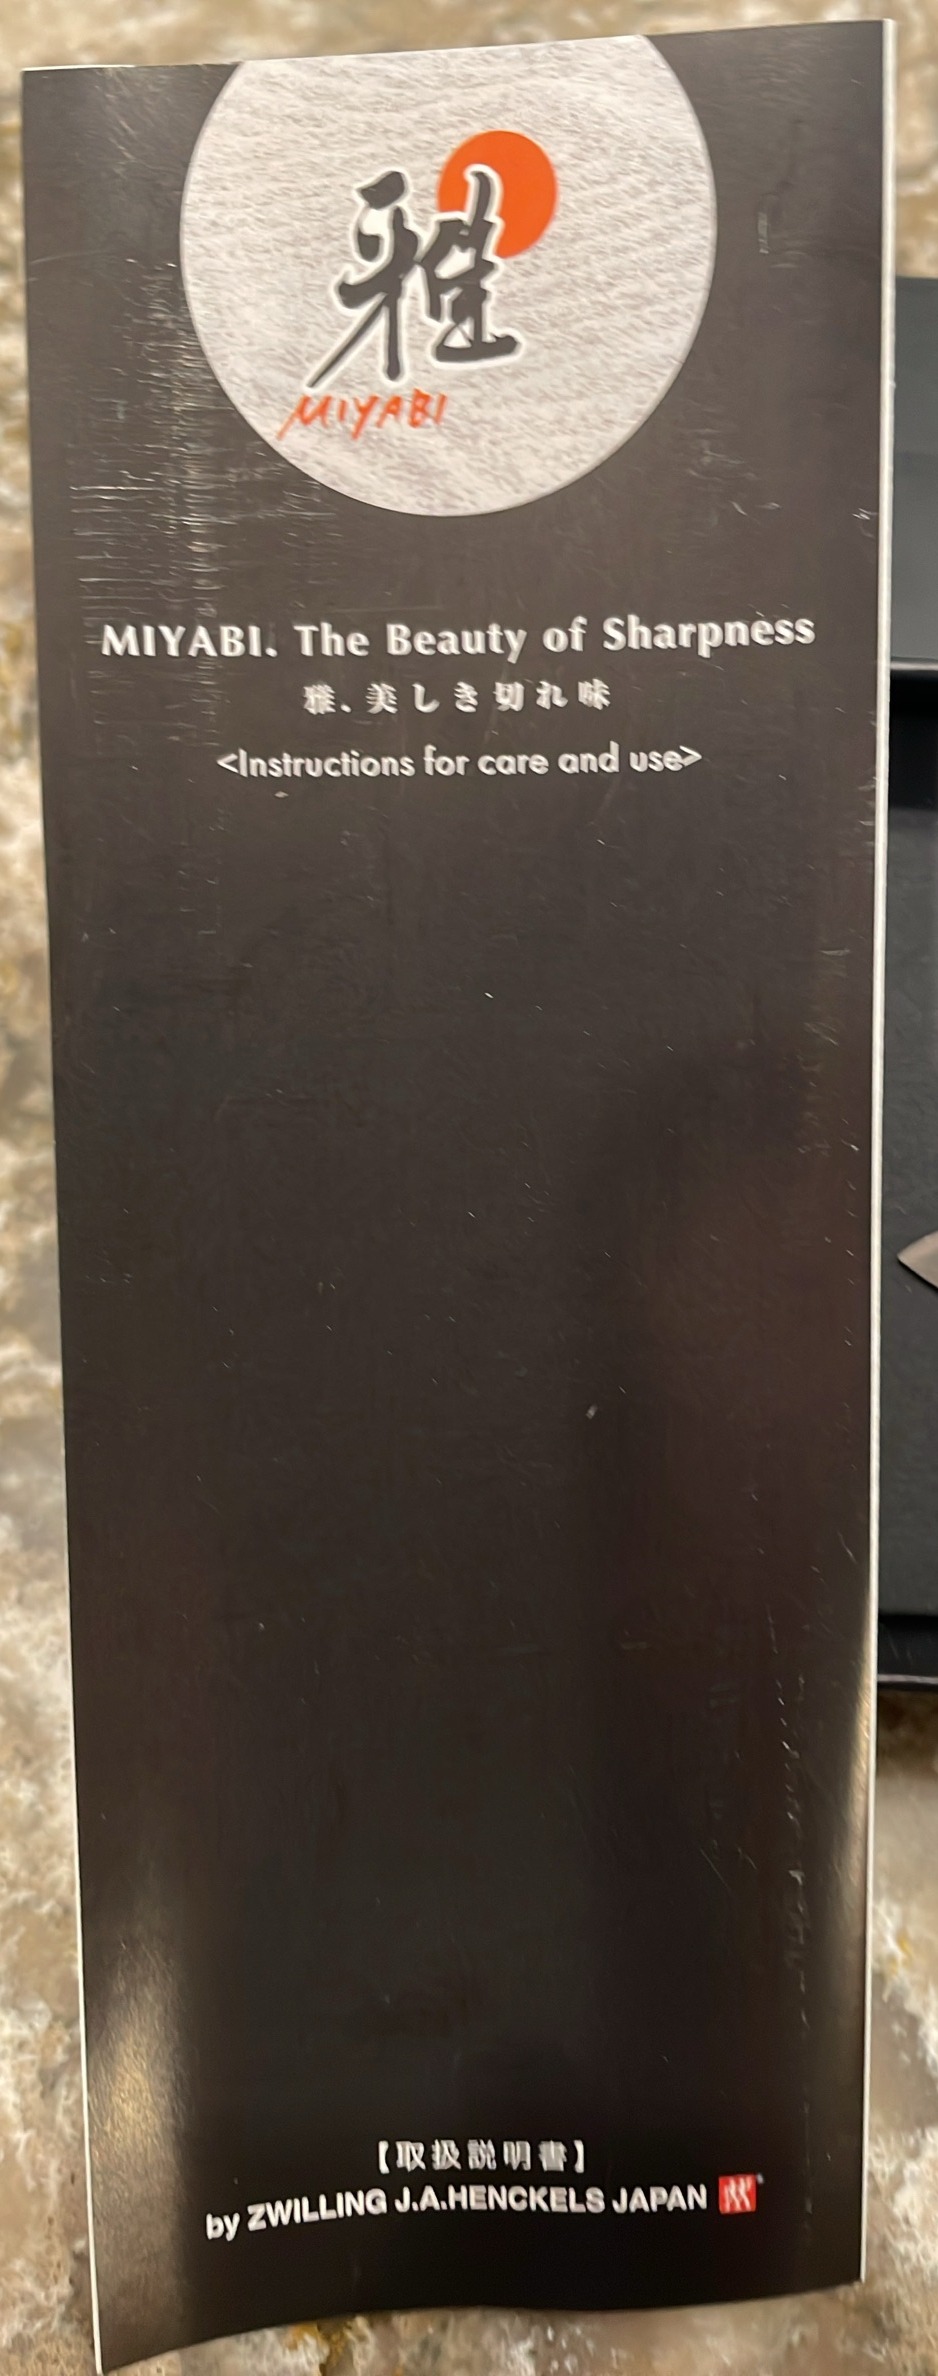 雅
MIYABI
MIYABI. The Beauty of Sharpness
雅、美しき切れ味
<Instructions for care and use>
【取扱説明書】
by ZWILLING J.A.HENCKELS JAPAN